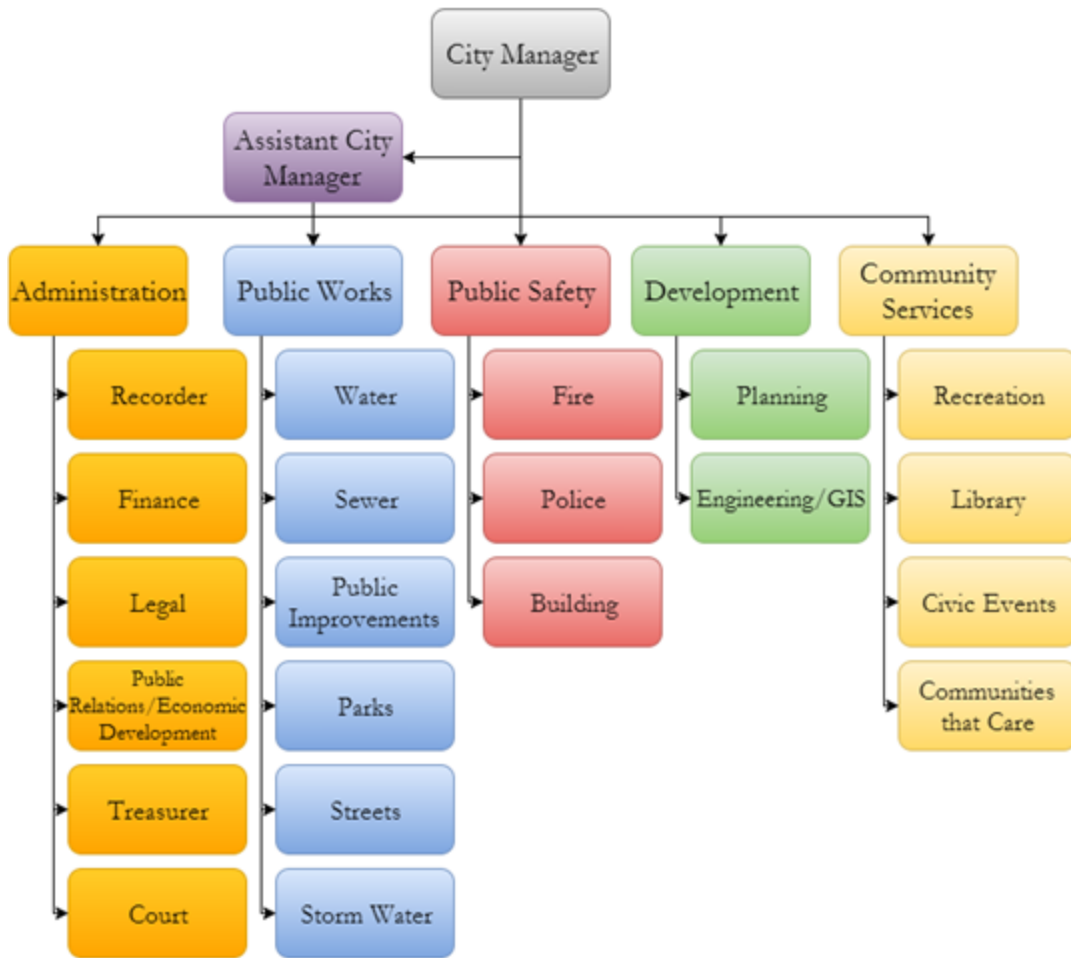 City Manager
Assistant City
Manager
Administration
Public Works
Public Safety
Development
Community
Services
Recorder
Water
Fire
Planning
Recreation
Finance
Sewer
Police
Engineering/GIS
Library
Legal
Public
Improvements
Building
Civic Events
Public
Relations/Economic
Development
Parks
Communities
that Care
Treasurer
Streets
Court
Storm Water